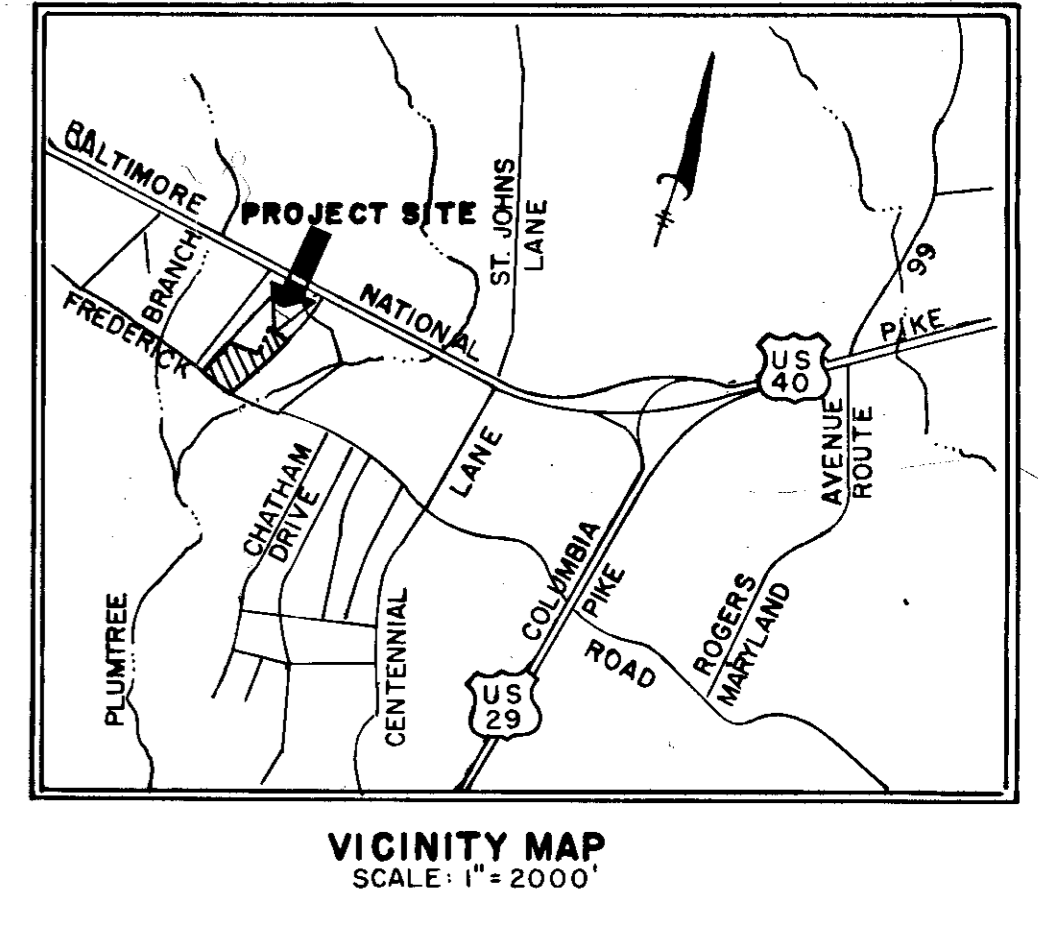 BALTIMORE
NATIONAL
PIKE
PROJECT SITE
ST. JOHNS
LANE
99
US
40
FREDERICK
ROAD
BRANCH
PLUMTREE
CHATHAM
DRIVE
LANE
CENTENNIAL
COLUMBIA
PIKE
US
29
AVENUE
ROUTE
ROGERS
MARYLAND
VICINITY MAP
SCALE: 1"=2000'